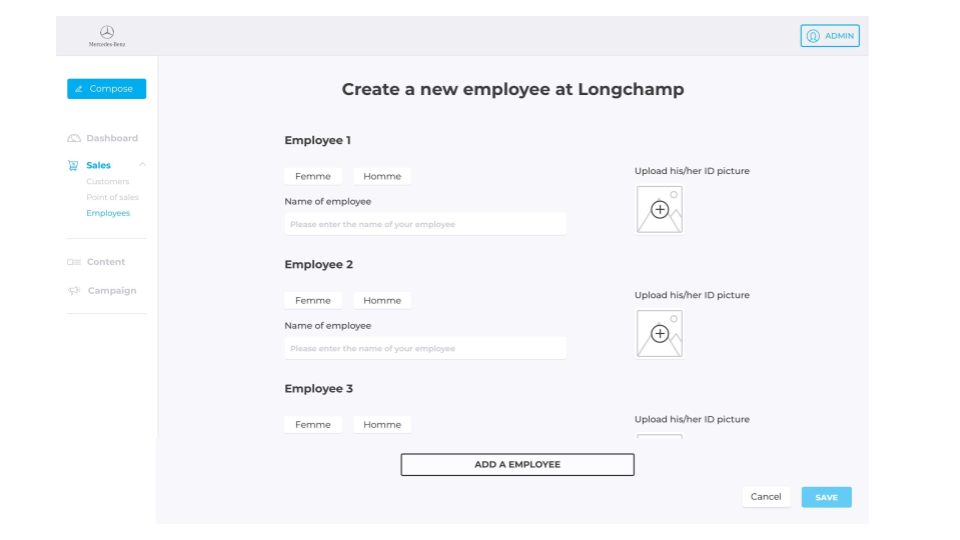 Mercedes-Benz
ADMIN
Compose
Dashboard
Sales
Customers
Point of sales
Employees
Content
Campaign
Create a new employee at Longchamp
Employee 1
Femme Homme
Name of employee
Please enter the name of your employee
Upload his/her ID picture
Employee 2
Femme Homme
Name of employee
Please enter the name of your employee
Upload his/her ID picture
Employee 3
Femme Homme
Upload his/her ID picture
ADD A EMPLOYEE
Cancel SAVE